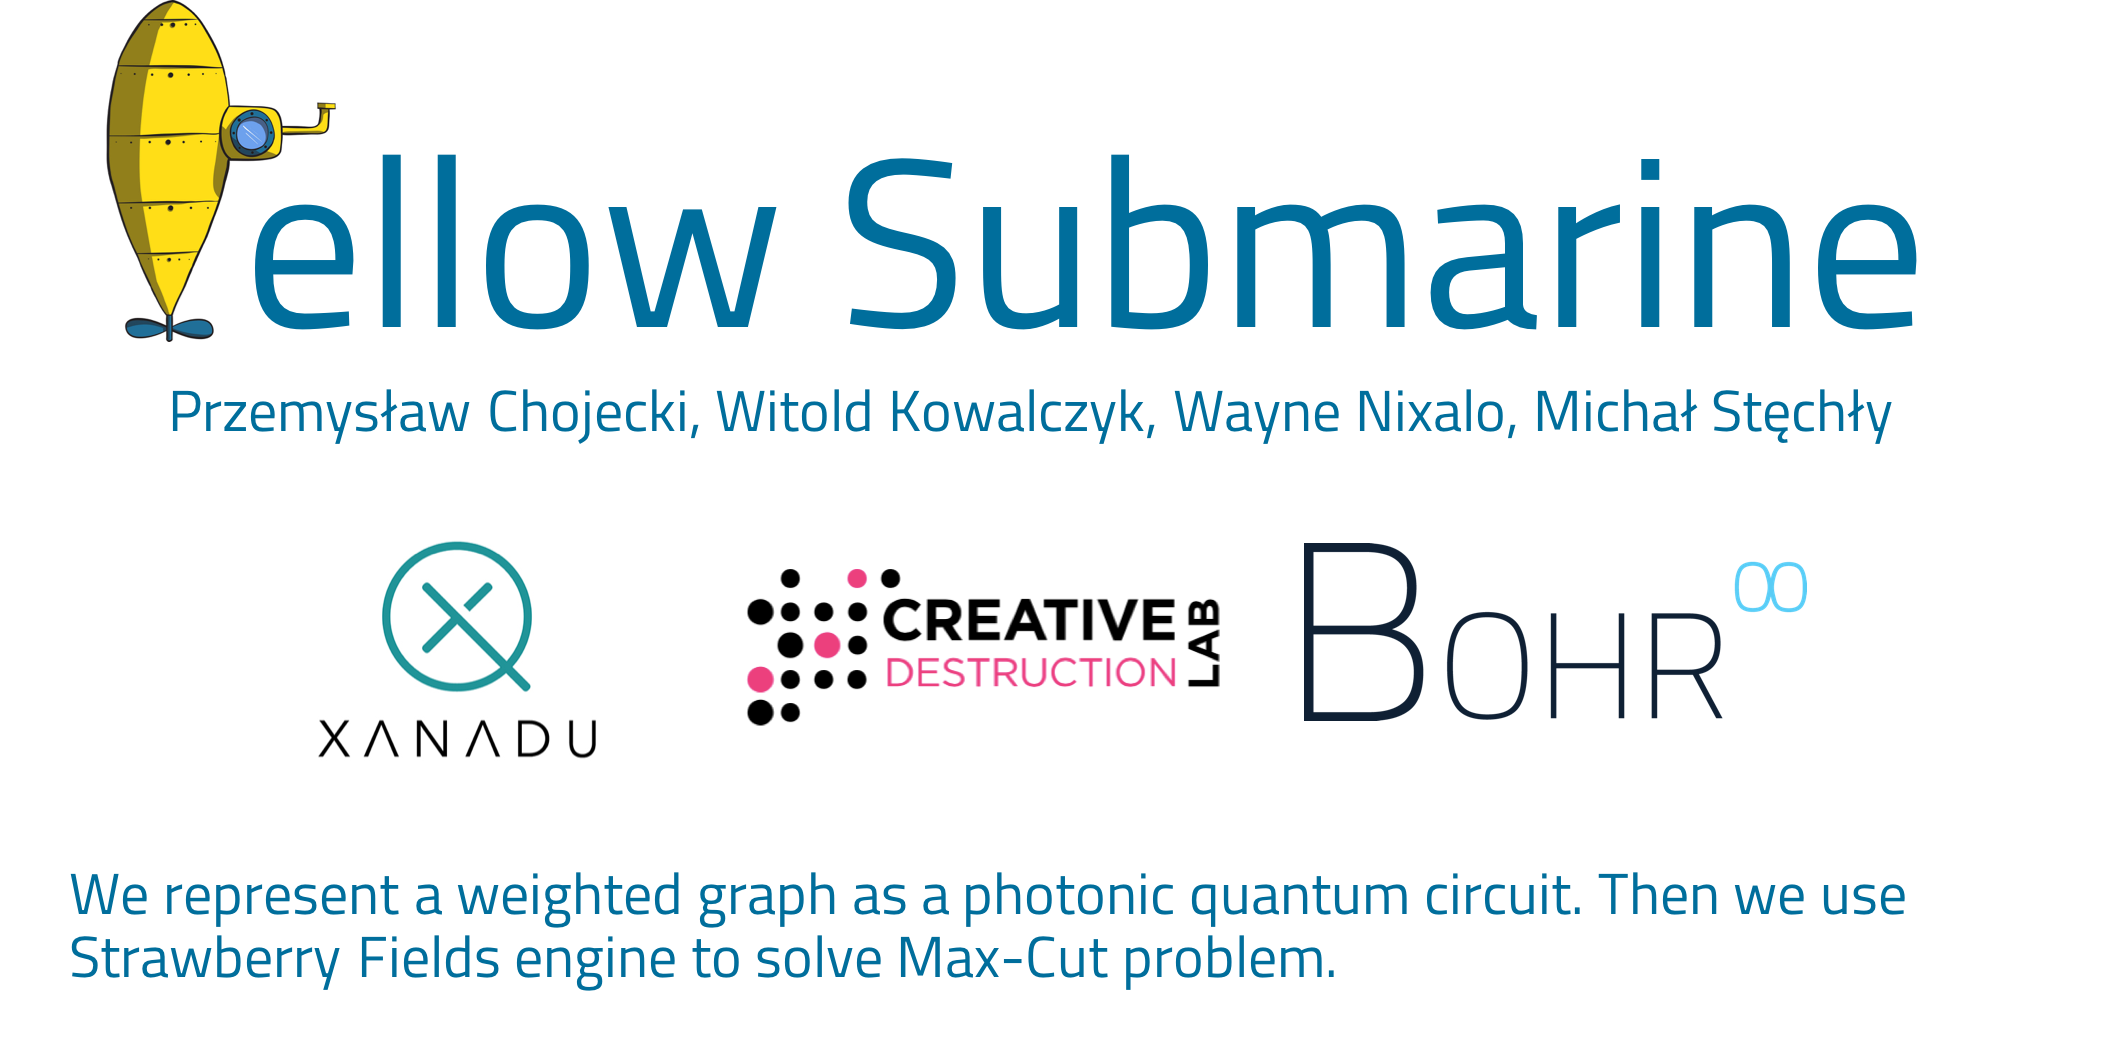 ellow Submarine
Przemysław Chojecki, Witold Kowalczyk, Wayne Nixalo, Michał Stęchły
XANADU
CREATIVE
DESTRUCTION
LAB
BOHR
We represent a weighted graph as a photonic quantum circuit. Then we use
Strawberry Fields engine to solve Max-Cut problem.